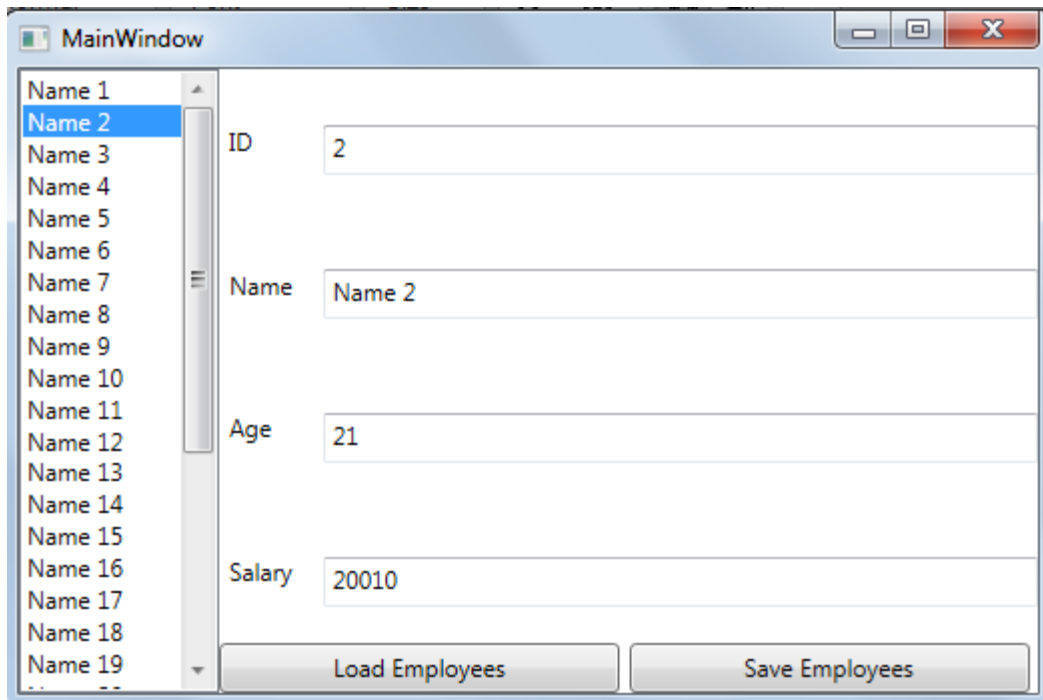 MainWindow
Name 1
Name 2
Name 3
Name 4
Name 5
Name 6
Name 7
Name 8
Name 9
Name 10
Name 11
Name 12
Name 13
Name 14
Name 15
Name 16
Name 17
Name 18
Name 19
ID
2
Name
Name 2
Age
21
Salary
20010
Load Employees
Save Employees